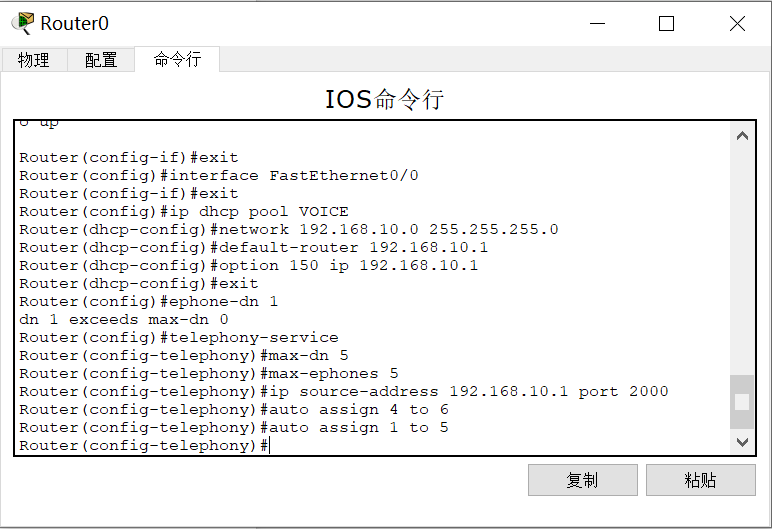 Router0
物理 配置 命令行
IOS命令行
o up
Router(config-if)#exit
Router(config)#interface FastEthernet0/0
Router(config-if)#exit
Router(config)#ip dhcp pool VOICE
Router(dhcp-config)#network 192.168.10.0 255.255.255.0
Router(dhcp-config)#default-router 192.168.10.1
Router(dhcp-config)#option 150 ip 192.168.10.1
Router(dhcp-config)#exit
Router(config)#ephone-dn 1
dn 1 exceeds max-dn 0
Router(config)#telephony-service
Router(config-telephony)#max-dn 5
Router(config-telephony)#max-ephones 5
Router(config-telephony)#ip source-address 192.168.10.1 port 2000
Router(config-telephony)#auto assign 4 to 6
Router(config-telephony)#auto assign 1 to 5
Router(config-telephony)#
复制 粘贴